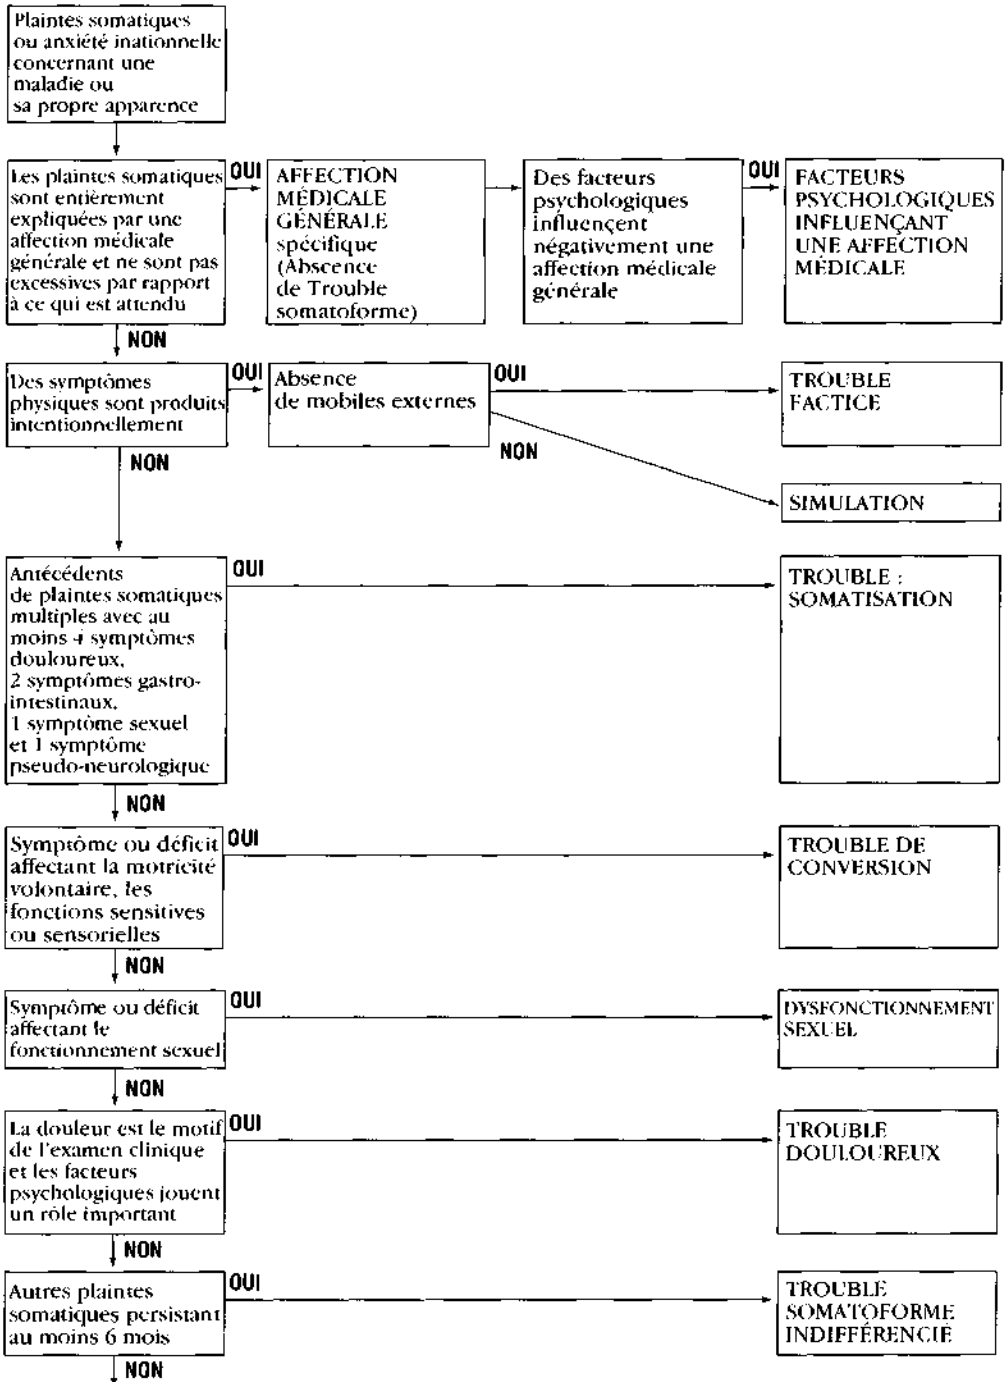 Plaintes somatiques
ou anxiété inationnelle
concernant une
maladie ou
sa propre apparence
Les plaintes somatiques
sont entièrement
expliquées par une
affection médicale
générale et ne sont pas
excessives par rapport
à ce qui est attendu
OUI
AFFECTION
MÉDICALE
GÉNÉRALE
spécifique
(Abscence
de Trouble
somatoforme)
Des facteurs
psychologiques
influençent
négativement une
affection médicale
générale
OUI
FACTEURS
PSYCHOLOGIQUES
INFLUENÇANT
UNE AFFECTION
MÉDICALE
NON
Des symptômes
physiques sont produits
intentionnellement
OUI
Absence
de mobiles externes
OUI
TROUBLE
FACTICE
NON
SIMULATION
NON
Antécédents
de plaintes somatiques
multiples avec au
moins 4 symptômes
douloureux,
2 symptômes gastro-
intestinaux,
1 symptôme sexuel
et 1 symptôme
pseudo-neurologique
OUI
TROUBLE :
SOMATISATION
NON
Symptôme ou déficit
affectant la motricité
volontaire, les
fonctions sensitives
ou sensorielles
OUI
TROUBLE DE
CONVERSION
NON
Symptôme ou déficit
affectant le
fonctionnement sexuel
OUI
DYSFONCTIONNEMENT
SEXUEL
NON
La douleur est le motif
de l'examen clinique
et les facteurs
psychologiques jouent
un rôle important
OUI
TROUBLE
DOULOUREUX
NON
Autres plaintes
somatiques persistant
au moins 6 mois
OUI
TROUBLE
SOMATOFORME
INDIFFÉRENCIÉ
NON